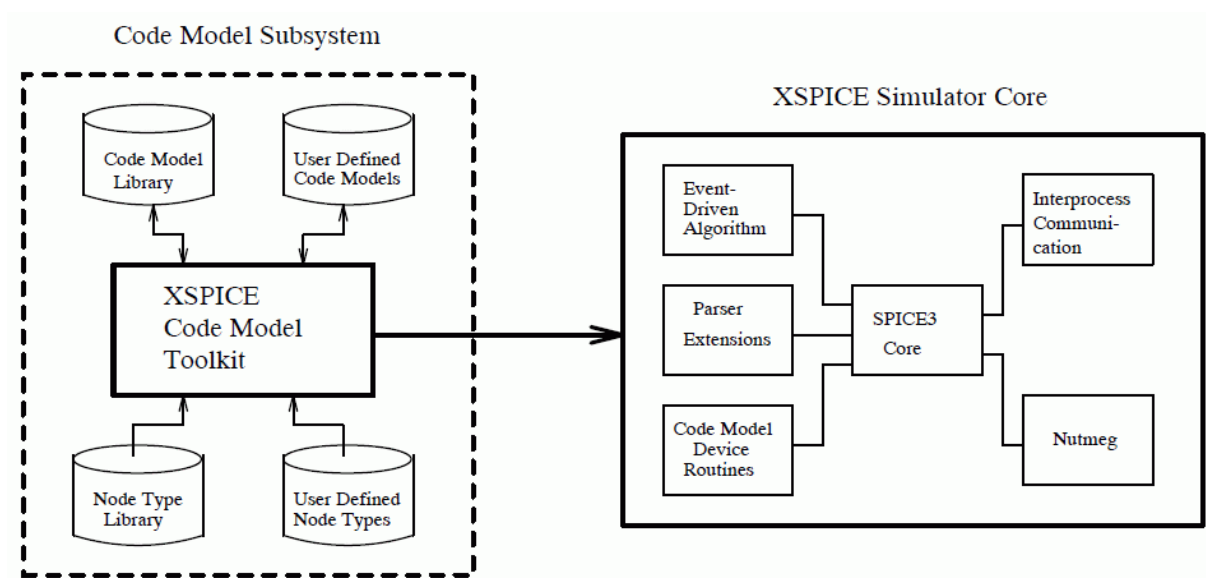 Code Model Subsystem
Code Model
Library
User Defined
Code Models
XSPICE
Code Model
Toolkit
Node Type
Library
User Defined
Node Types
XSPICE Simulator Core
Event-
Driven
Algorithm
Parser
Extensions
Code Model
Device
Routines
SPICE3
Core
Interprocess
Communi-
cation
Nutmeg